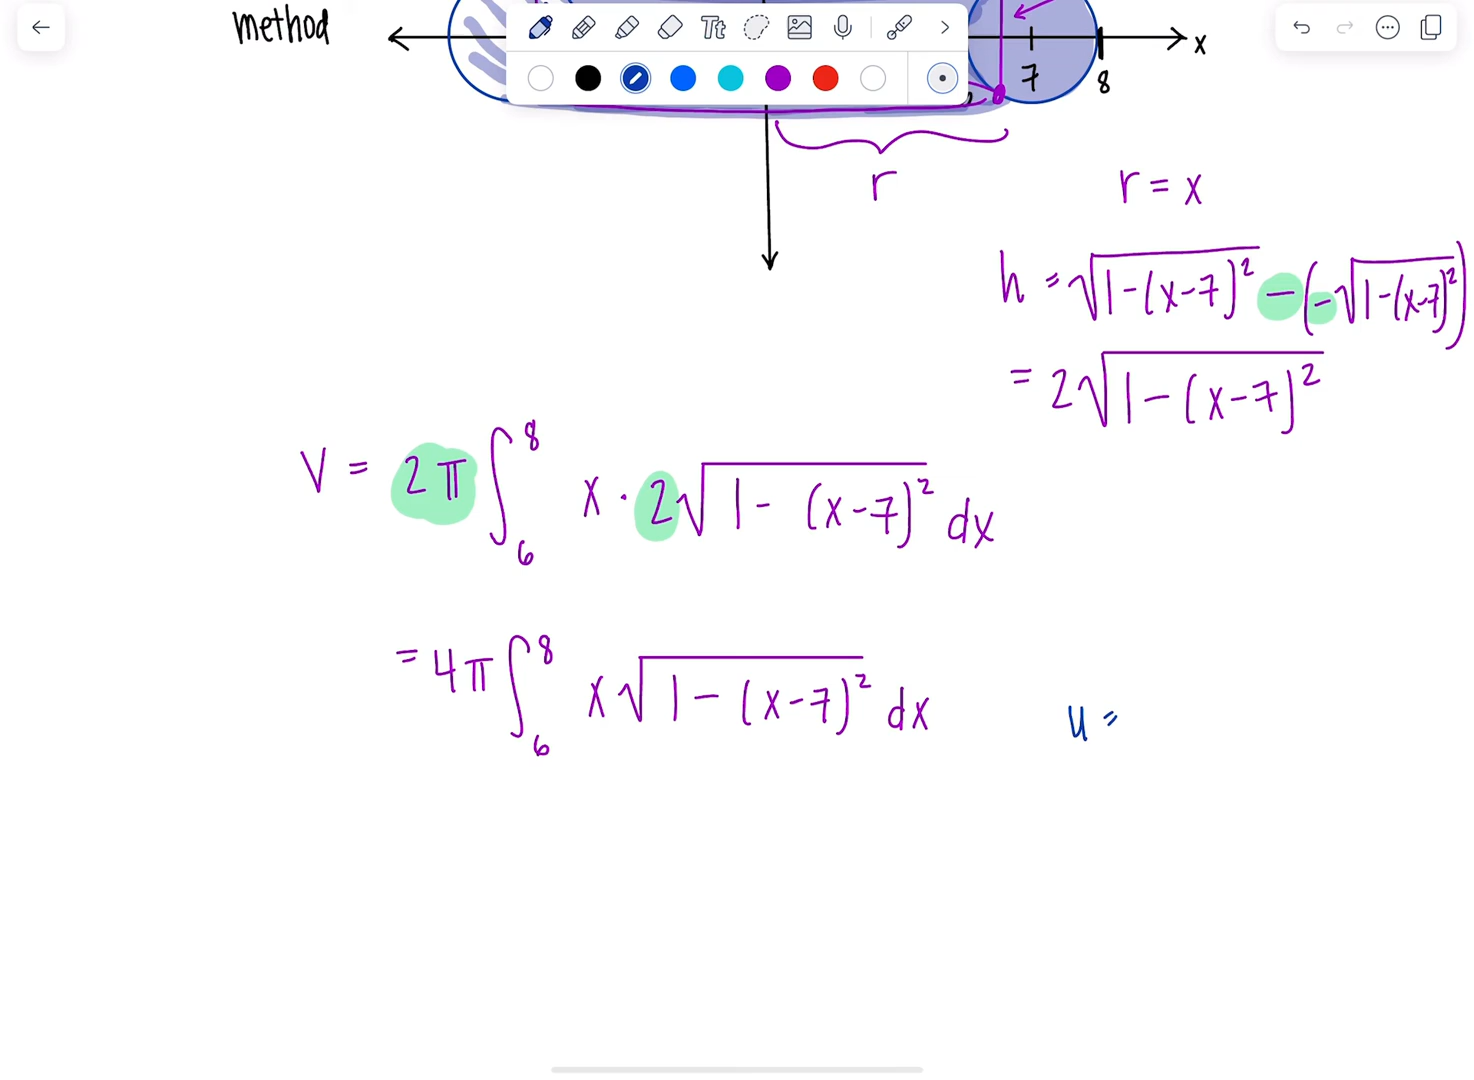 method
Tt
x
7
8
r
r = x
h = √(1-(x-7)²) - (-√(1-(x-7)²))
= 2√(1-(x-7)²)
V = 2π ∫₆⁸ x · 2√(1-(x-7)²) dx
= 4π ∫₆⁸ x√(1-(x-7)²) dx
u =